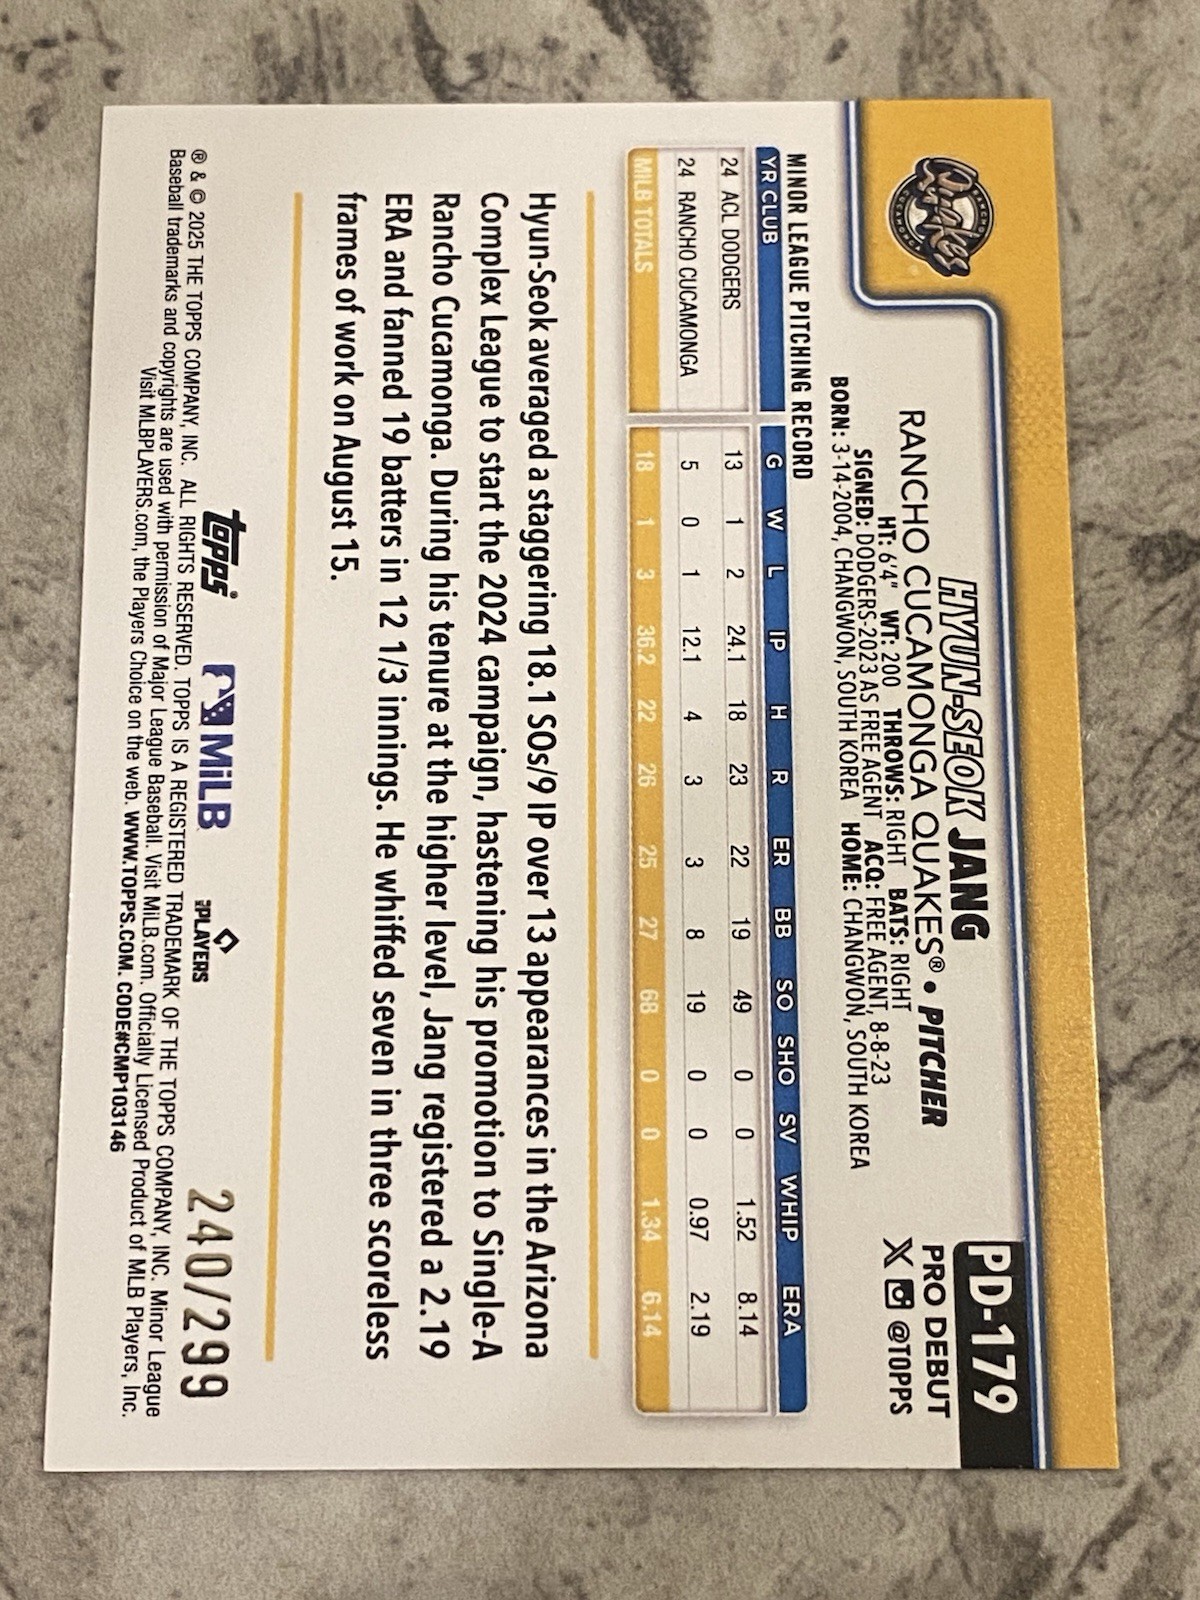 PD-179
PRO DEBUT
X @TOPPS
Quakes
RANCHO
CUCAMONGA
HYUN-SEOK JANG
RANCHO CUCAMONGA QUAKES® • PITCHER
HT: 6'4" WT: 200 THROWS: RIGHT BATS: RIGHT
SIGNED: DODGERS-2023 AS FREE AGENT ACQ: FREE AGENT, 8-8-23
BORN: 3-14-2004, CHANGWON, SOUTH KOREA HOME: CHANGWON, SOUTH KOREA
MINOR LEAGUE PITCHING RECORD
YR CLUB G W L IP H R ER BB SO SHO SV WHIP ERA
24 ACL DODGERS 13 1 2 24.1 18 23 22 19 49 0 0 1.52 8.14
24 RANCHO CUCAMONGA 5 0 1 12.1 4 3 3 8 19 0 0 0.97 2.19
MILB TOTALS 18 1 3 36.2 22 26 25 27 68 0 0 1.34 6.14
Hyun-Seok averaged a staggering 18.1 SOs/9 IP over 13 appearances in the Arizona
Complex League to start the 2024 campaign, hastening his promotion to Single-A
Rancho Cucamonga. During his tenure at the higher level, Jang registered a 2.19
ERA and fanned 19 batters in 12 1/3 innings. He whiffed seven in three scoreless
frames of work on August 15.
topps® MiLB PLAYERS 240/299
® & © 2025 THE TOPPS COMPANY, INC. ALL RIGHTS RESERVED. TOPPS IS A REGISTERED TRADEMARK OF THE TOPPS COMPANY, INC. Minor League
Baseball trademarks and copyrights are used with permission of Major League Baseball. Visit MiLB.com. Officially Licensed Product of MLB Players, Inc.
Visit MLBPLAYERS.com, the Players Choice on the web. WWW.TOPPS.COM. CODE#CMP103146